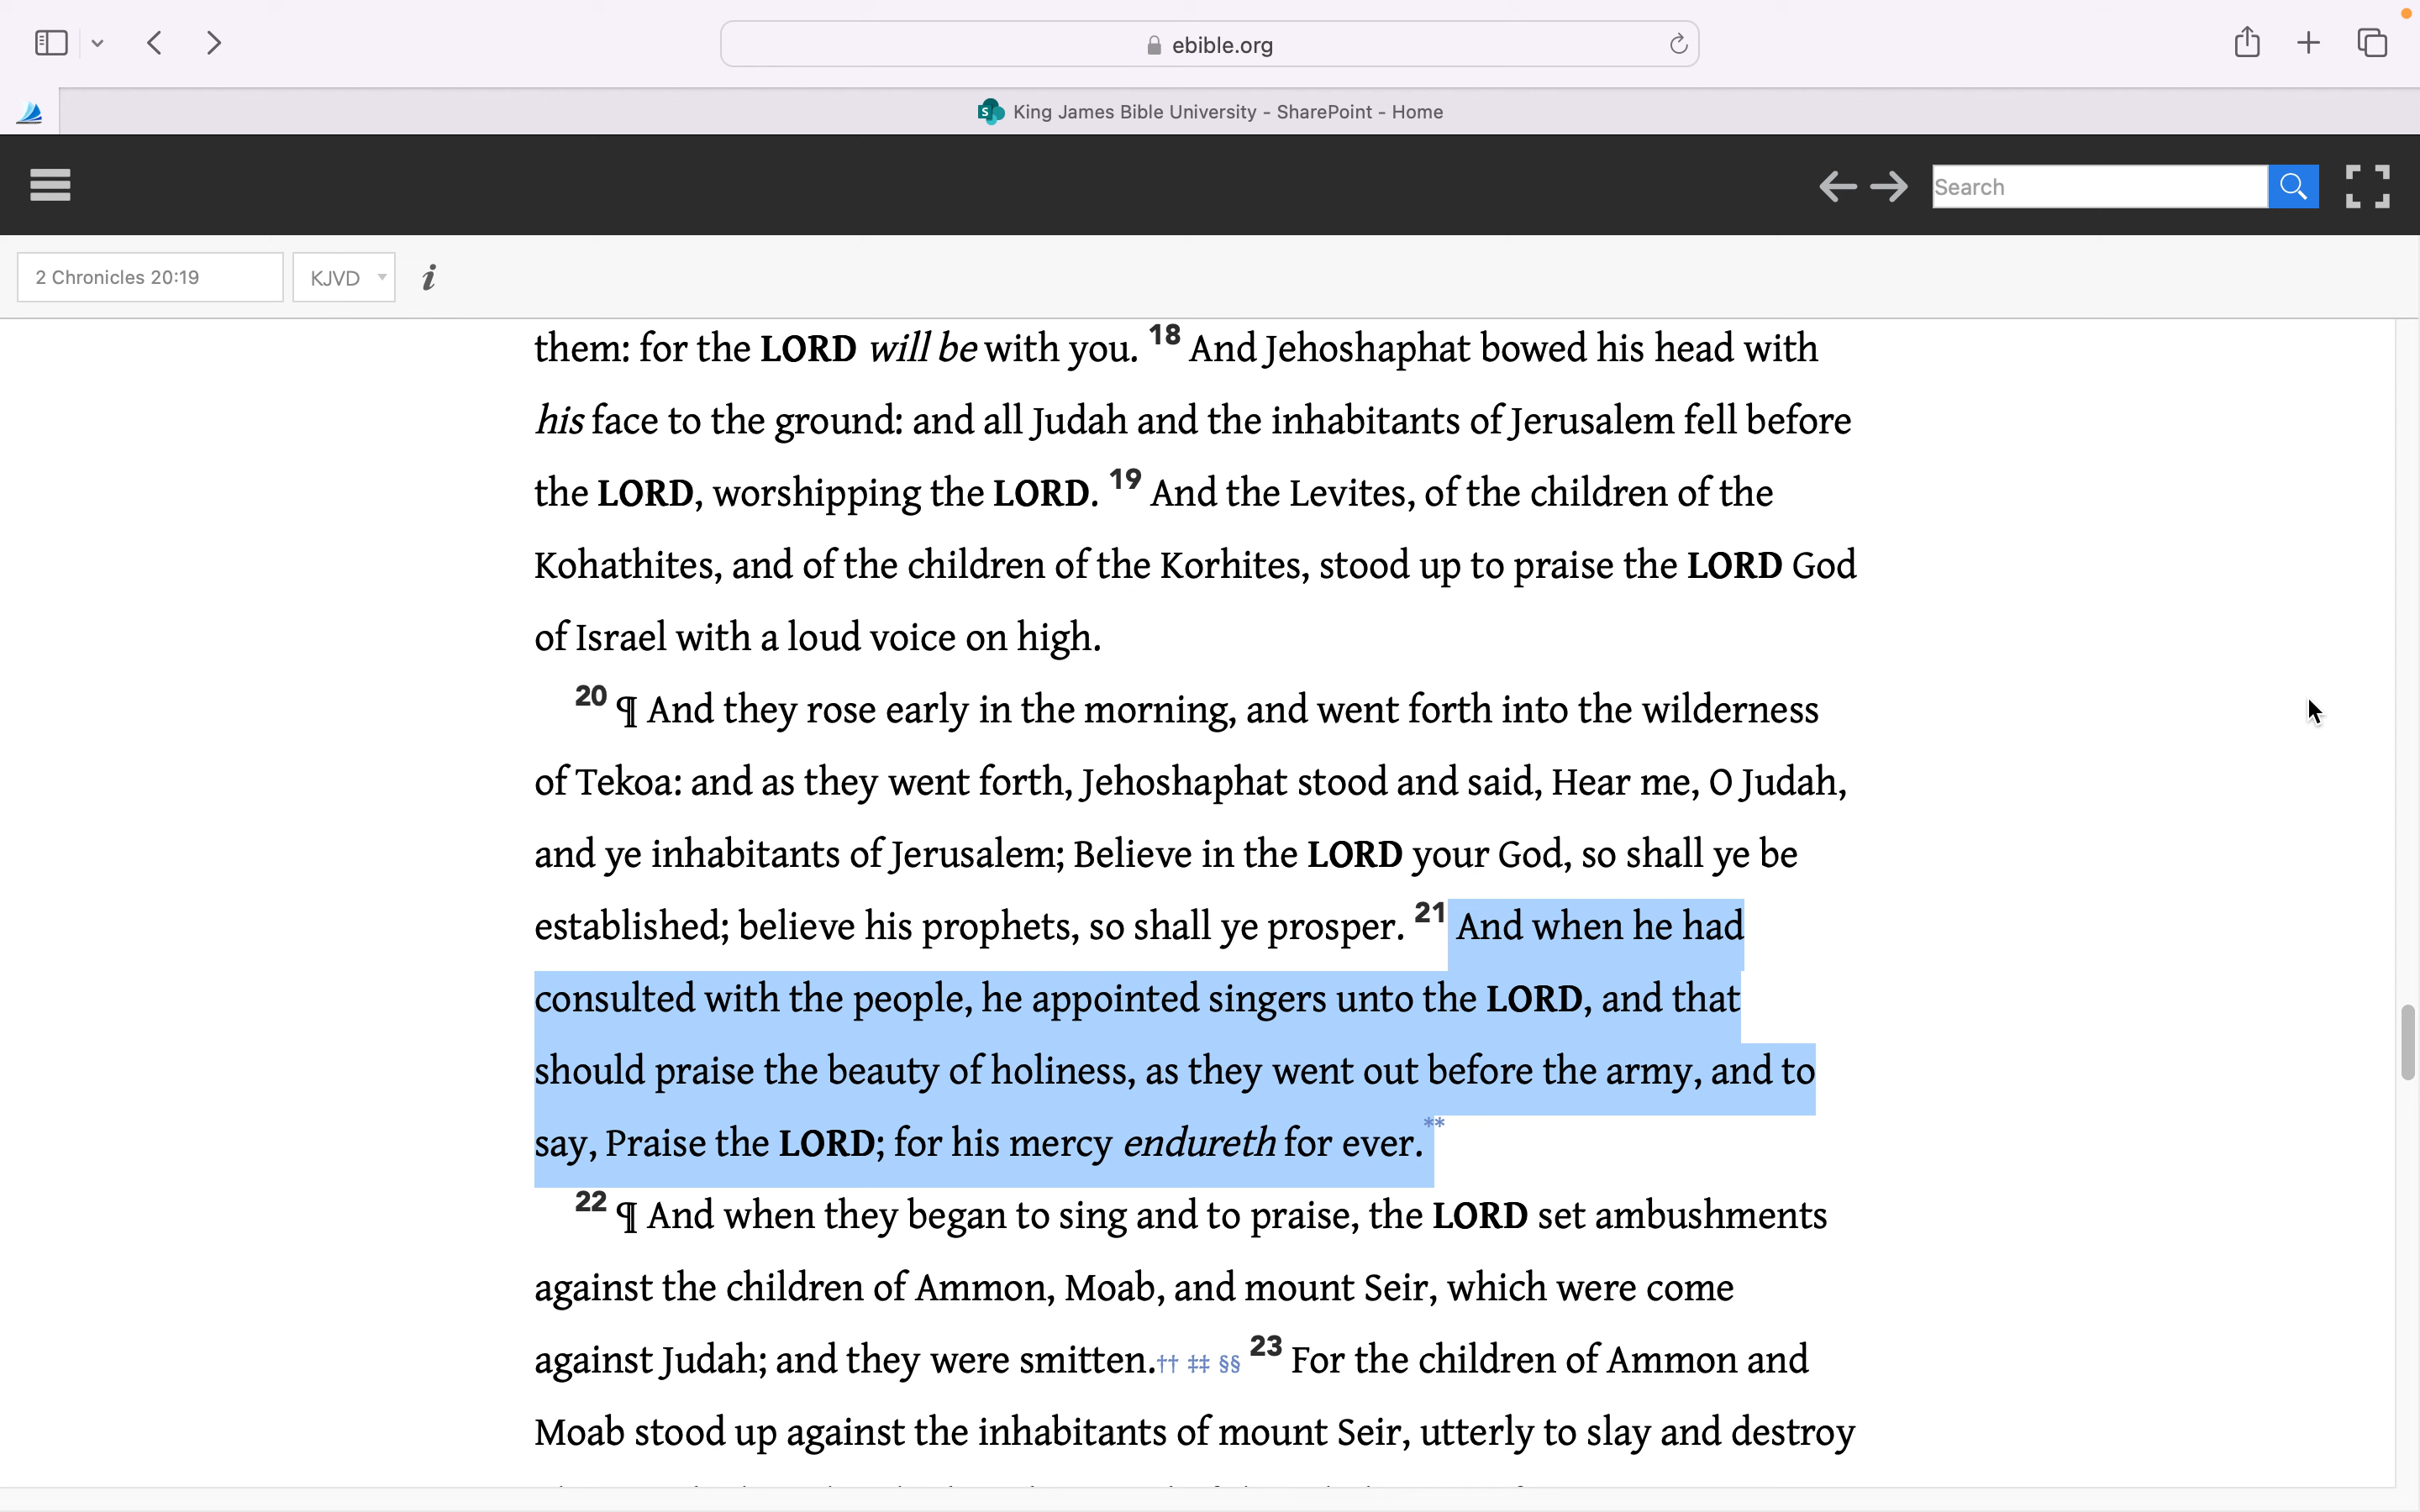 ebible.org
King James Bible University - SharePoint - Home
Search
2 Chronicles 20:19 KJVD i
them: for the LORD will be with you. 18 And Jehoshaphat bowed his head with
his face to the ground: and all Judah and the inhabitants of Jerusalem fell before
the LORD, worshipping the LORD. 19 And the Levites, of the children of the
Kohathites, and of the children of the Korhites, stood up to praise the LORD God
of Israel with a loud voice on high.
20 ¶ And they rose early in the morning, and went forth into the wilderness
of Tekoa: and as they went forth, Jehoshaphat stood and said, Hear me, O Judah,
and ye inhabitants of Jerusalem; Believe in the LORD your God, so shall ye be
established; believe his prophets, so shall ye prosper. 21 And when he had
consulted with the people, he appointed singers unto the LORD, and that
should praise the beauty of holiness, as they went out before the army, and to
say, Praise the LORD; for his mercy endureth for ever.**
22 ¶ And when they began to sing and to praise, the LORD set ambushments
against the children of Ammon, Moab, and mount Seir, which were come
against Judah; and they were smitten.†† ‡‡ §§ 23 For the children of Ammon and
Moab stood up against the inhabitants of mount Seir, utterly to slay and destroy